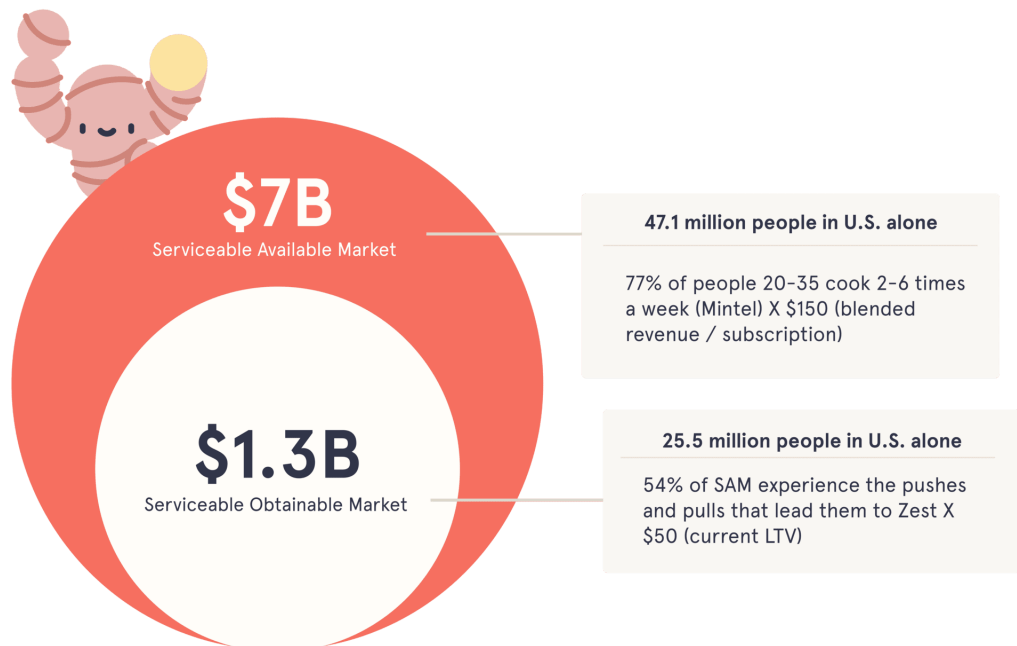 $7B
Serviceable Available Market
47.1 million people in U.S. alone
77% of people 20-35 cook 2-6 times
a week (Mintel) X $150 (blended
revenue / subscription)
$1.3B
Serviceable Obtainable Market
25.5 million people in U.S. alone
54% of SAM experience the pushes
and pulls that lead them to Zest X
$50 (current LTV)